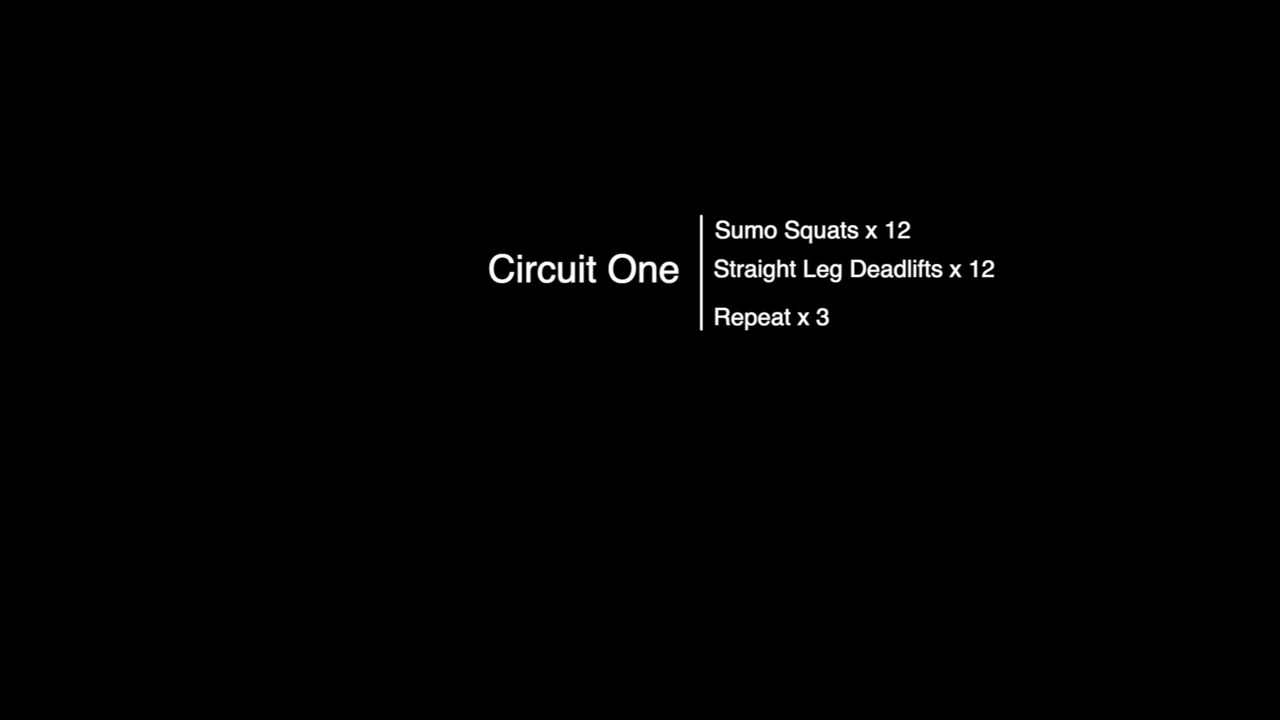 Circuit One
Sumo Squats x 12
Straight Leg Deadlifts x 12
Repeat x 3